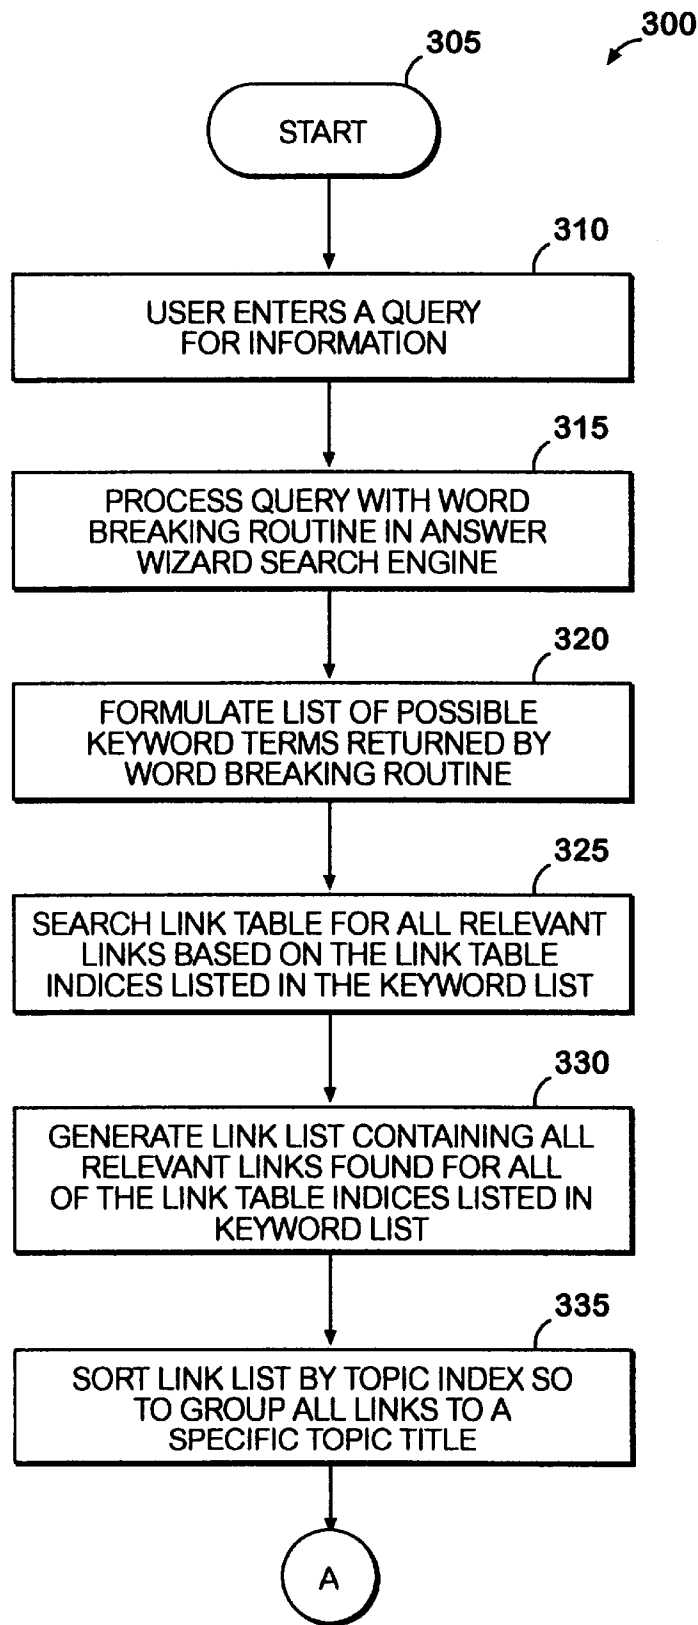 300
305
START
310
USER ENTERS A QUERY
FOR INFORMATION
315
PROCESS QUERY WITH WORD
BREAKING ROUTINE IN ANSWER
WIZARD SEARCH ENGINE
320
FORMULATE LIST OF POSSIBLE
KEYWORD TERMS RETURNED BY
WORD BREAKING ROUTINE
325
SEARCH LINK TABLE FOR ALL RELEVANT
LINKS BASED ON THE LINK TABLE
INDICES LISTED IN THE KEYWORD LIST
330
GENERATE LINK LIST CONTAINING ALL
RELEVANT LINKS FOUND FOR ALL
OF THE LINK TABLE INDICES LISTED IN
KEYWORD LIST
335
SORT LINK LIST BY TOPIC INDEX SO
TO GROUP ALL LINKS TO A
SPECIFIC TOPIC TITLE
A